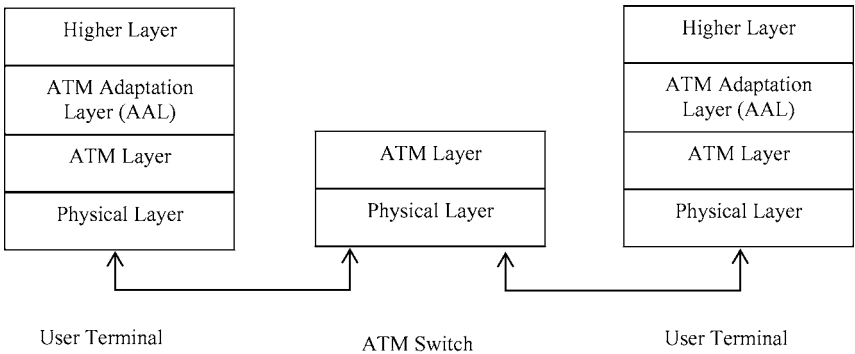 Higher Layer
ATM Adaptation
Layer (AAL)
ATM Layer
Physical Layer
User Terminal
ATM Layer
Physical Layer
ATM Switch
Higher Layer
ATM Adaptation
Layer (AAL)
ATM Layer
Physical Layer
User Terminal